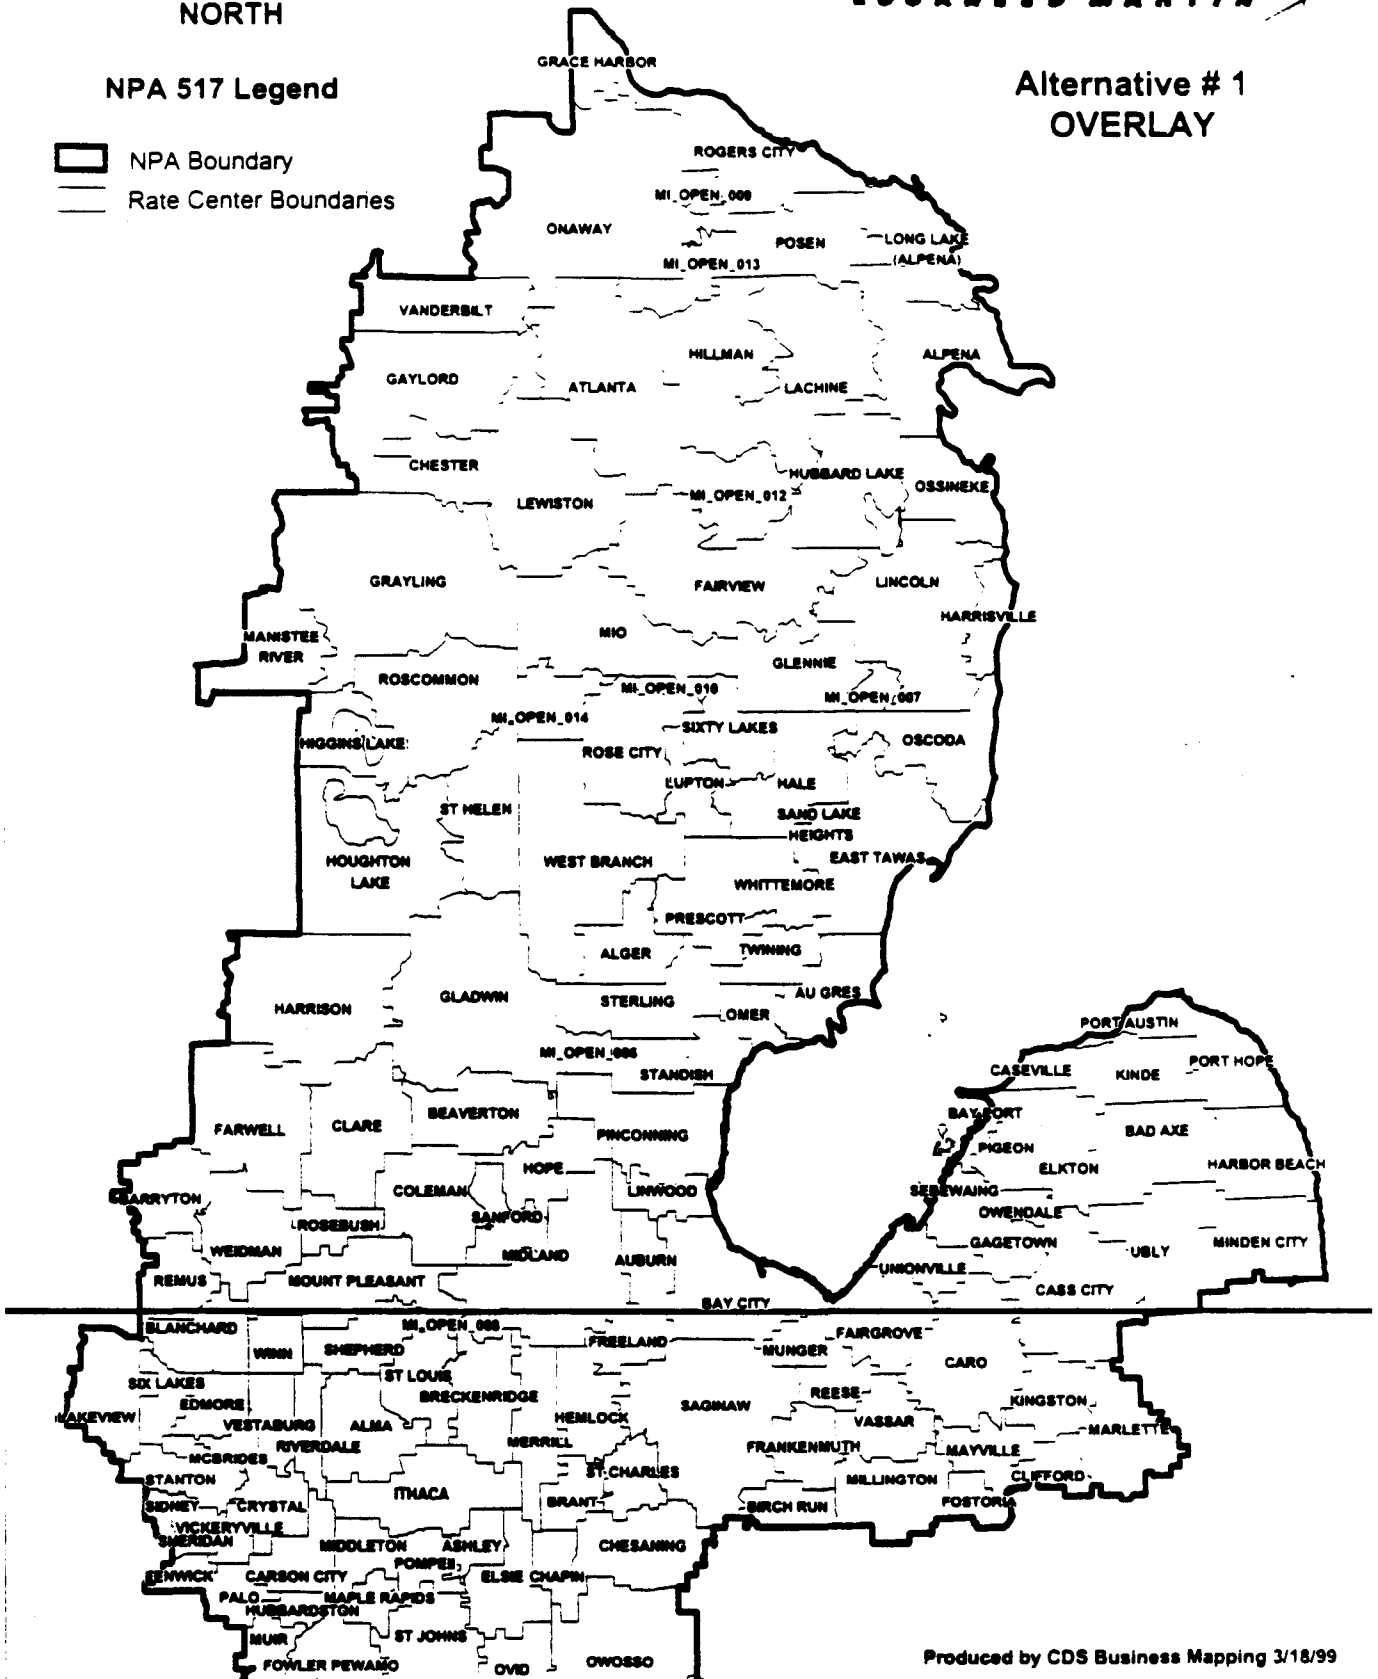 NORTH
LOCKHEED MARTIN
NPA 517 Legend
Alternative # 1
OVERLAY
NPA Boundary
Rate Center Boundaries
GRACE HARBOR
ROGERS CITY
MI_OPEN_009
ONAWAY
POSEN
LONG LAKE
(ALPENA)
MI_OPEN_013
VANDERBILT
HILLMAN
ALPENA
GAYLORD
ATLANTA
LACHINE
CHESTER
HUBBARD LAKE
OSSINEKE
LEWISTON
MI_OPEN_012
GRAYLING
FAIRVIEW
LINCOLN
HARRISVILLE
MANISTEE
RIVER
MIO
GLENNIE
ROSCOMMON
MI_OPEN_010
MI_OPEN_007
MI_OPEN_014
SIXTY LAKES
HIGGINS LAKE
ROSE CITY
OSCODA
LUPTON
HALE
ST HELEN
SAND LAKE
HEIGHTS
HOUGHTON
LAKE
WEST BRANCH
EAST TAWAS
WHITTEMORE
PRESCOTT
ALGER
TWINING
HARRISON
GLADWIN
STERLING
AU GRES
OMER
PORT AUSTIN
STANDISH
CASEVILLE
KINDE
PORT HOPE
FARWELL
CLARE
BEAVERTON
PINCONNING
BAY PORT
BAD AXE
PIGEON
HOPE
ELKTON
HARBOR BEACH
BARRYTON
COLEMAN
LINWOOD
SEBEWAING
ROSEBUSH
SANFORD
OWENDALE
WEIDMAN
MIDLAND
AUBURN
GAGETOWN
UBLY
MINDEN CITY
REMUS
MOUNT PLEASANT
UNIONVILLE
CASS CITY
BAY CITY
BLANCHARD
WINN
SHEPHERD
FREELAND
MUNGER
FAIRGROVE
CARO
SIX LAKES
ST LOUIS
BRECKENRIDGE
EDMORE
REESE
KINGSTON
LAKEVIEW
VESTABURG
ALMA
HEMLOCK
SAGINAW
VASSAR
MARLETTE
RIVERDALE
MERRILL
FRANKENMUTH
MAYVILLE
MCBRIDES
STANTON
ST CHARLES
MILLINGTON
CLIFFORD
ITHACA
SIDNEY
CRYSTAL
BRANT
BIRCH RUN
FOSTORIA
VICKERYVILLE
SHERIDAN
MIDDLETON
ASHLEY
CHESANING
POMPEII
FENWICK
CARSON CITY
ELSIE CHAPIN
PALO
MAPLE RAPIDS
HUBBARDSTON
MUIR
ST JOHNS
FOWLER PEWAMO
OVID
OWOSSO
Produced by CDS Business Mapping 3/18/99